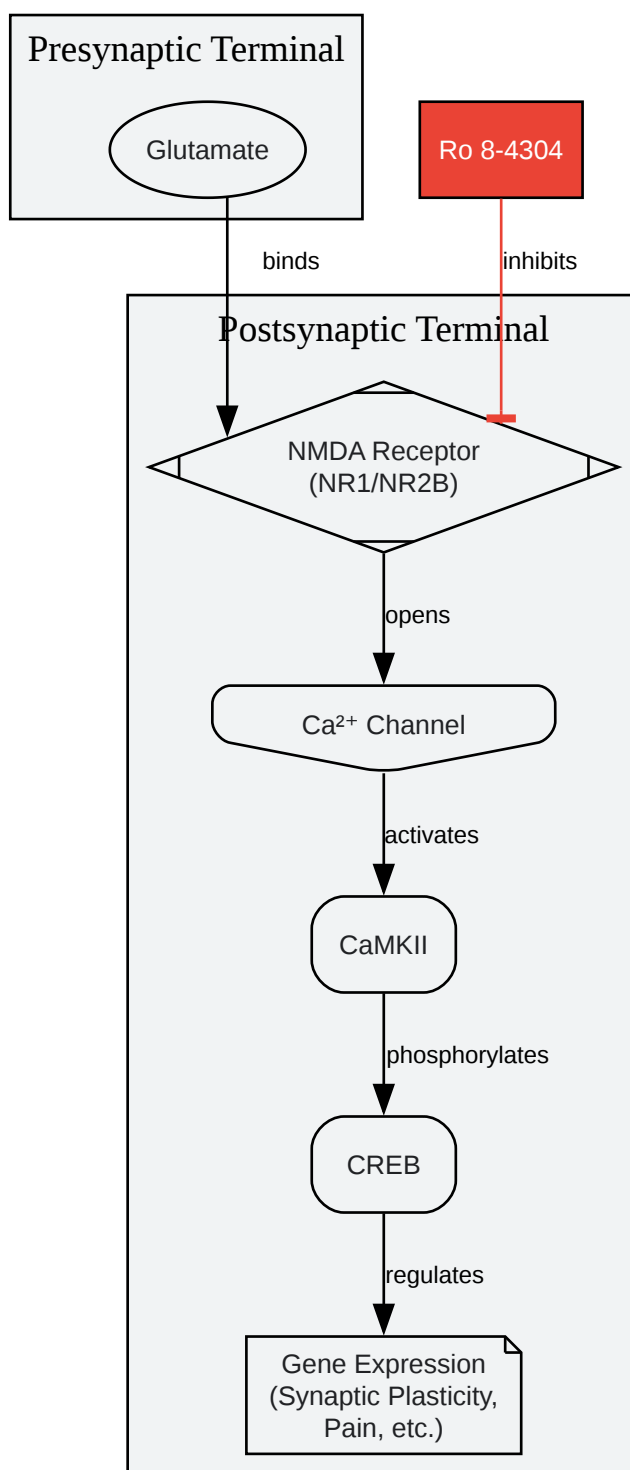 Presynaptic Terminal
Glutamate
Ro 8-4304
binds
inhibits
Postsynaptic Terminal
NMDA Receptor
(NR1/NR2B)
opens
Ca²⁺ Channel
activates
CaMKII
phosphorylates
CREB
regulates
Gene Expression
(Synaptic Plasticity,
Pain, etc.)